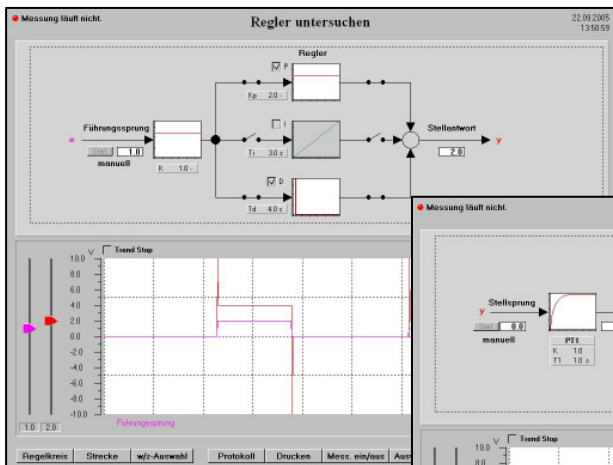 Messung läuft nicht.
Regler untersuchen
22.09.2005
13:50:59
Regler
P
Kp 2.0 -
Führungssprung
e
Start 1.0
manuell
K 1.0 -
I
Ti 3.0 s
Stellantwort
y
2.0
D
Td 4.0 s
V
Trend Stop
10.0
8.0
6.0
4.0
2.0
0.0
-2.0
-4.0
-6.0
-8.0
-10.0
1.0 2.0
Führungssprung
Regelkreis Strecke w/z-Auswahl Protokoll Drucken Mess. ein/aus
Messung läuft nicht.
Stellsprung
y
Start 0.0
manuell
PT1
K 1.0
T1 1.0 s
V
Trend Stop
10.0
8.0